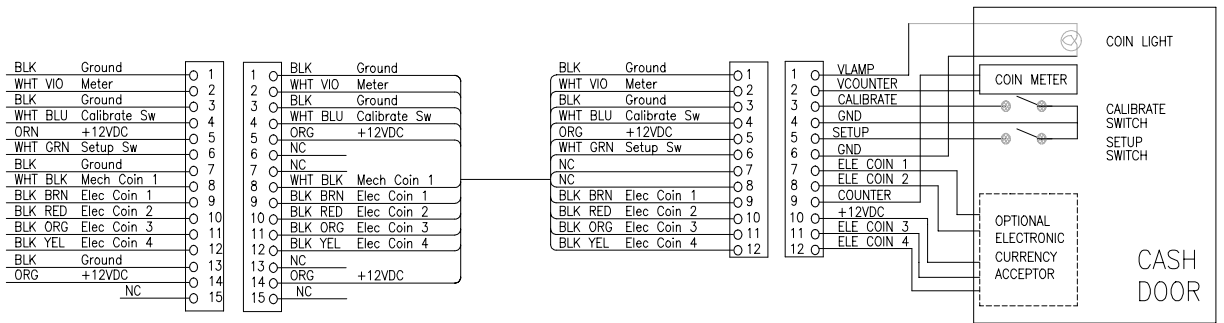 BLK Ground 1
WHT VIO Meter 2
BLK Ground 3
WHT BLU Calibrate Sw 4
ORN +12VDC 5
WHT GRN Setup Sw 6
BLK Ground 7
WHT BLK Mech Coin 1 8
BLK BRN Elec Coin 1 9
BLK RED Elec Coin 2 10
BLK ORG Elec Coin 3 11
BLK YEL Elec Coin 4 12
BLK Ground 13
ORG +12VDC 14
NC 15
1 BLK Ground
2 WHT VIO Meter
3 BLK Ground
4 WHT BLU Calibrate Sw
5 ORG +12VDC
6 NC
7 NC
8 WHT BLK Mech Coin 1
9 BLK BRN Elec Coin 1
10 BLK RED Elec Coin 2
11 BLK ORG Elec Coin 3
12 BLK YEL Elec Coin 4
13 NC
14 ORG +12VDC
15 NC
BLK Ground 1
WHT VIO Meter 2
BLK Ground 3
WHT BLU Calibrate Sw 4
ORG +12VDC 5
WHT GRN Setup Sw 6
NC 7
NC 8
BLK BRN Elec Coin 1 9
BLK RED Elec Coin 2 10
BLK ORG Elec Coin 3 11
BLK YEL Elec Coin 4 12
1 VLAMP
2 VCOUNTER
3 CALIBRATE
4 GND
5 SETUP
6 GND
7 ELE COIN 1
8 ELE COIN 2
9 COUNTER
10 +12VDC
11 ELE COIN 3
12 ELE COIN 4
COIN LIGHT
COIN METER
CALIBRATE
SWITCH
SETUP
SWITCH
OPTIONAL
ELECTRONIC
CURRENCY
ACCEPTOR
CASH
DOOR